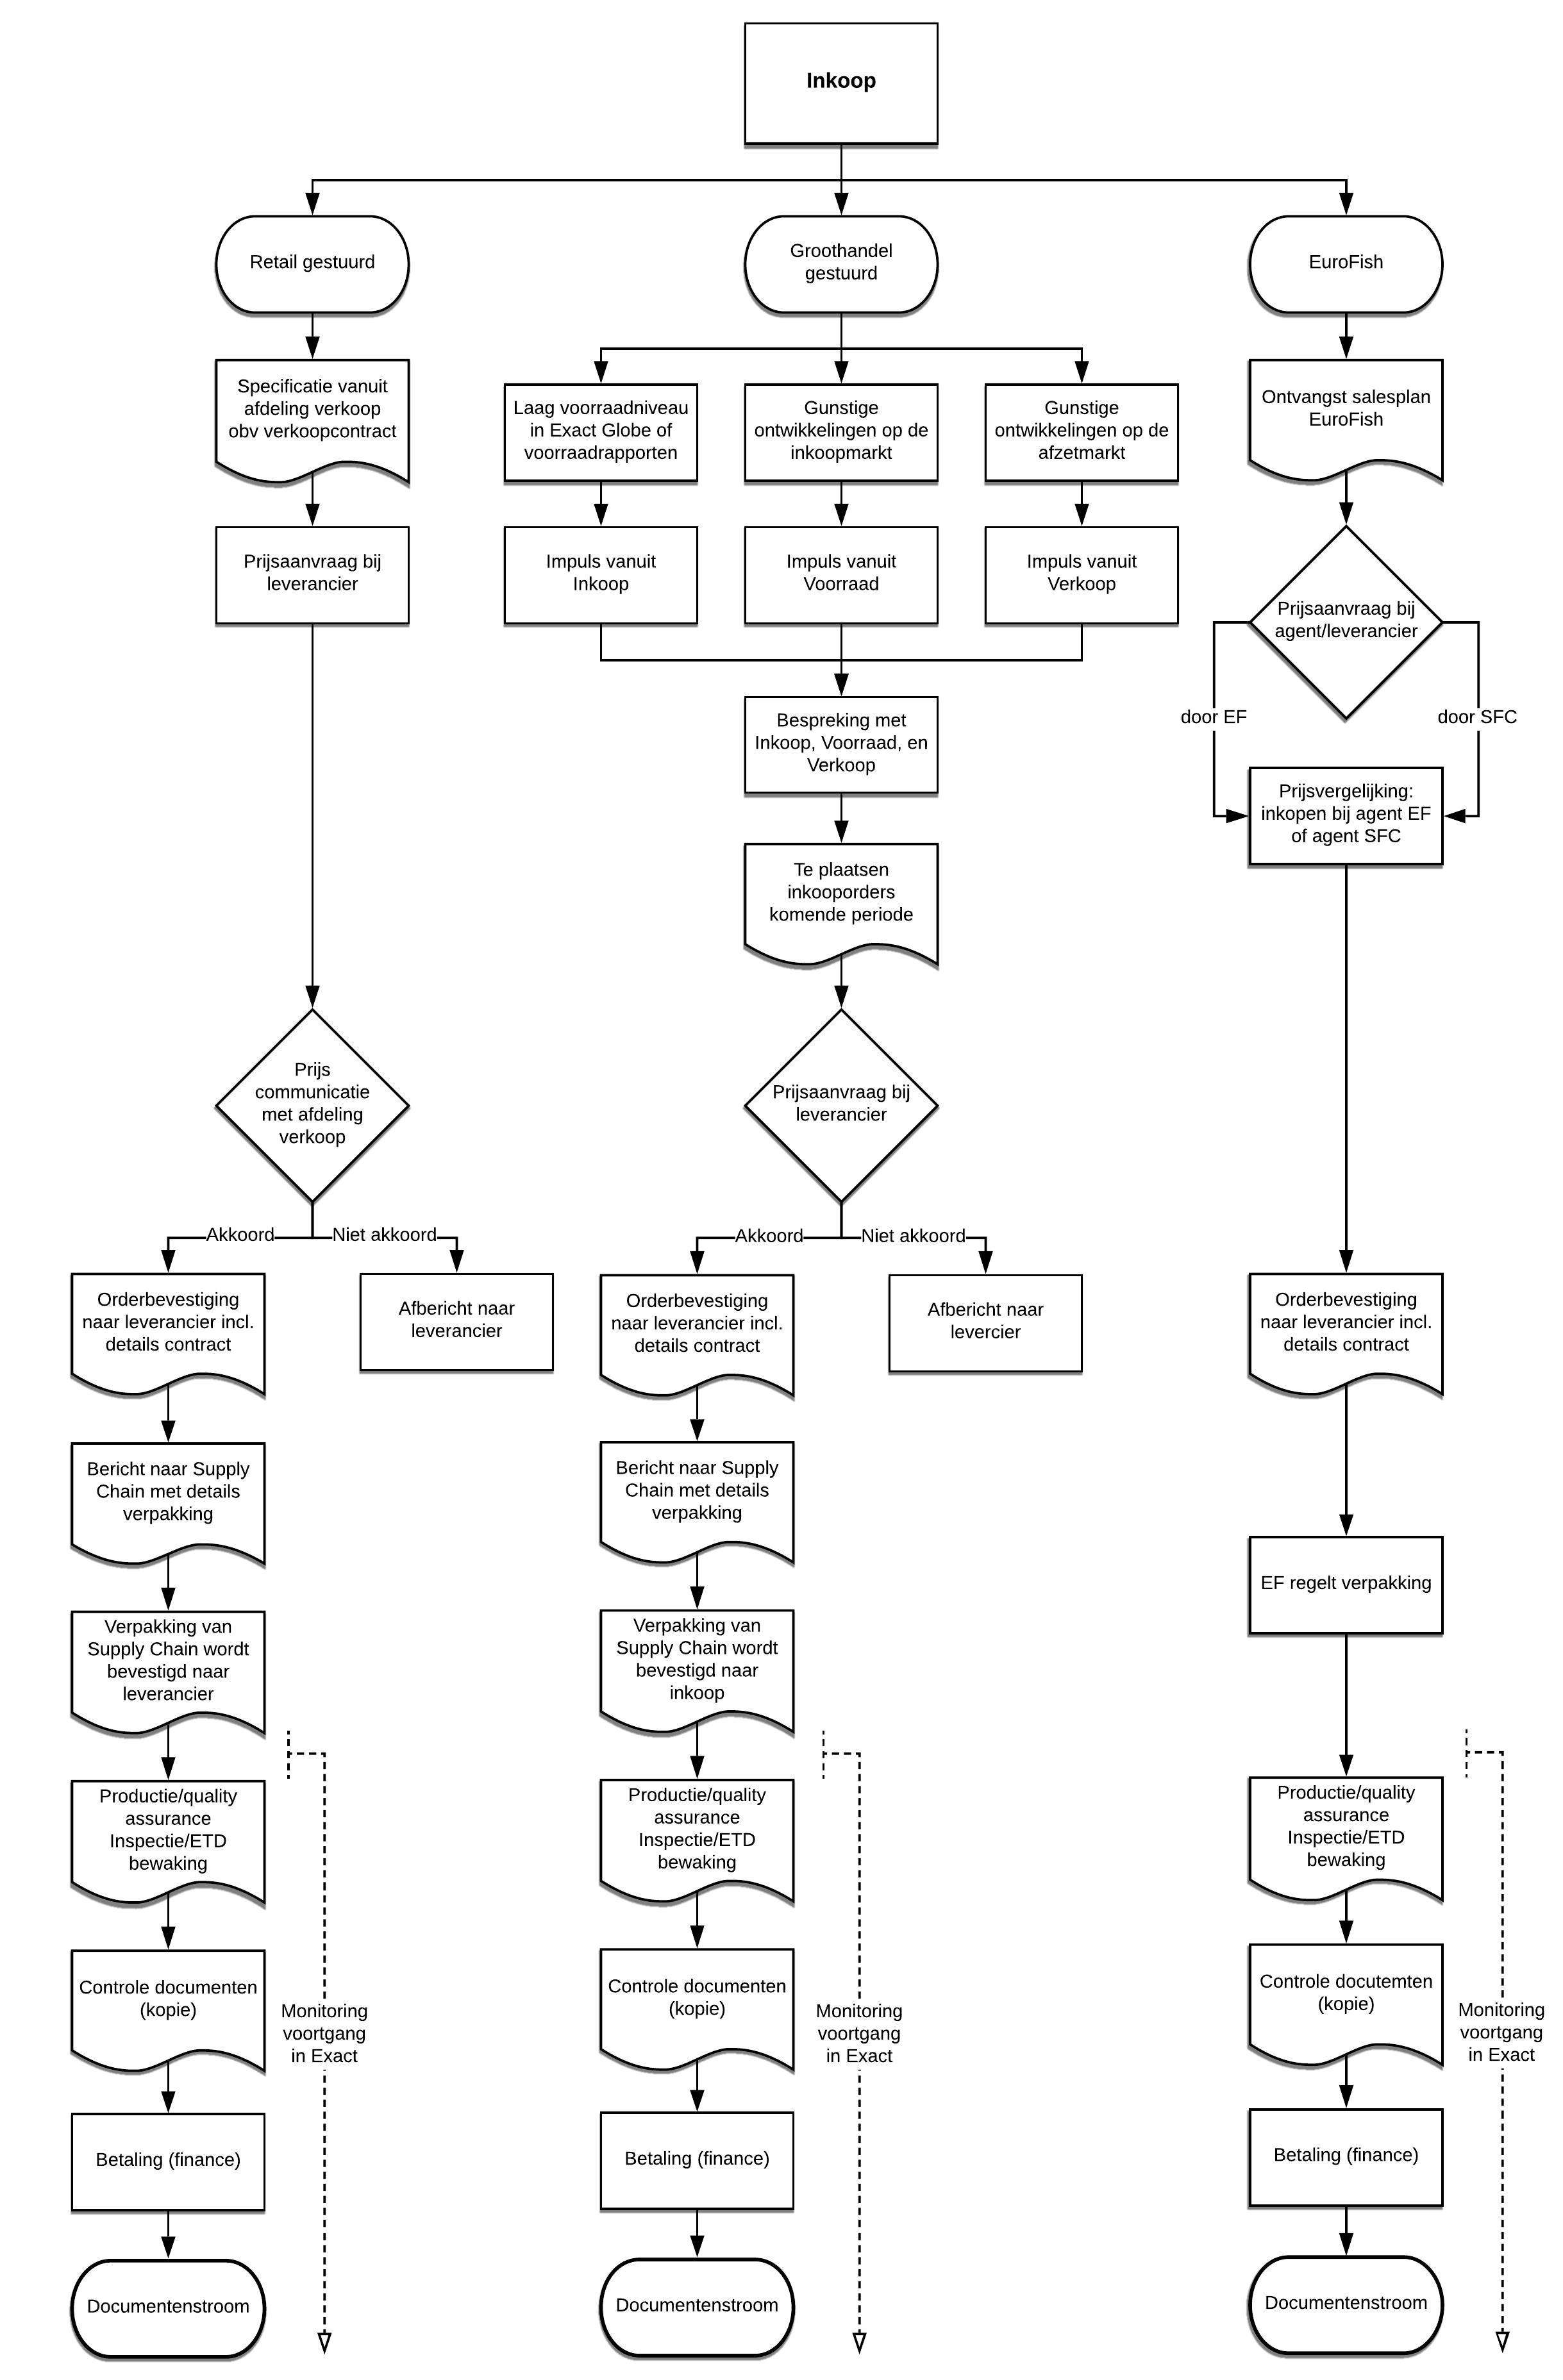 Inkoop
Retail gestuurd
Groothandel
gestuurd
EuroFish
Specificatie vanuit
afdeling verkoop
obv verkoopcontract
Laag voorraadniveau
in Exact Globe of
voorraadrapporten
Gunstige
ontwikkelingen op de
inkoopmarkt
Gunstige
ontwikkelingen op de
afzetmarkt
Ontvangst salesplan
EuroFish
Prijsaanvraag bij
leverancier
Impuls vanuit
Inkoop
Impuls vanuit
Voorraad
Impuls vanuit
Verkoop
Prijsaanvraag bij
agent/leverancier
door EF
door SFC
Bespreking met
Inkoop, Voorraad, en
Verkoop
Prijsvergelijking:
inkopen bij agent EF
of agent SFC
Te plaatsen
inkooporders
komende periode
Prijs
communicatie
met afdeling
verkoop
Prijsaanvraag bij
leverancier
Akkoord
Niet akkoord
Akkoord
Niet akkoord
Orderbevestiging
naar leverancier incl.
details contract
Afbericht naar
leverancier
Orderbevestiging
naar leverancier incl.
details contract
Afbericht naar
levercier
Orderbevestiging
naar leverancier incl.
details contract
Bericht naar Supply
Chain met details
verpakking
Bericht naar Supply
Chain met details
verpakking
EF regelt verpakking
Verpakking van
Supply Chain wordt
bevestigd naar
leverancier
Verpakking van
Supply Chain wordt
bevestigd naar
inkoop
Productie/quality
assurance
Inspectie/ETD
bewaking
Productie/quality
assurance
Inspectie/ETD
bewaking
Productie/quality
assurance
Inspectie/ETD
bewaking
Controle documenten
(kopie)
Monitoring
voortgang
in Exact
Controle documenten
(kopie)
Monitoring
voortgang
in Exact
Controle docutemten
(kopie)
Monitoring
voortgang
in Exact
Betaling (finance)
Betaling (finance)
Betaling (finance)
Documentenstroom
Documentenstroom
Documentenstroom